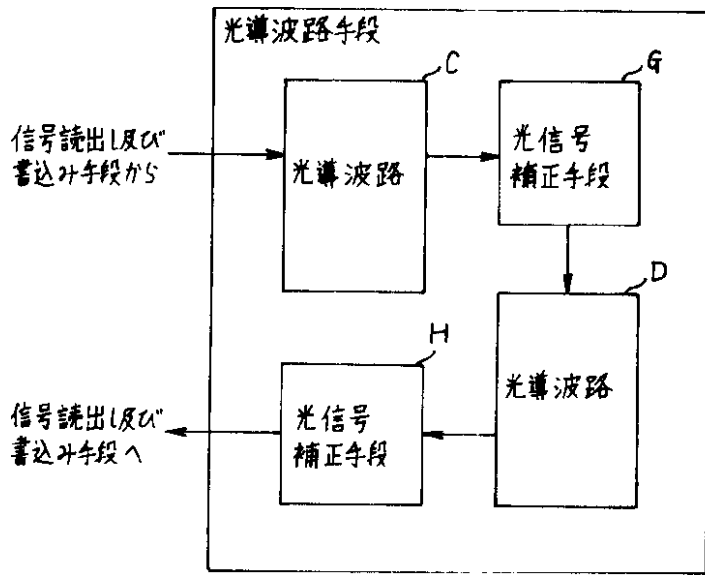 光導波路手段
C
G
信号読出し及び
書込み手段から
光導波路
光信号
補正手段
D
H
信号読出し及び
書込み手段へ
光信号
補正手段
光導波路